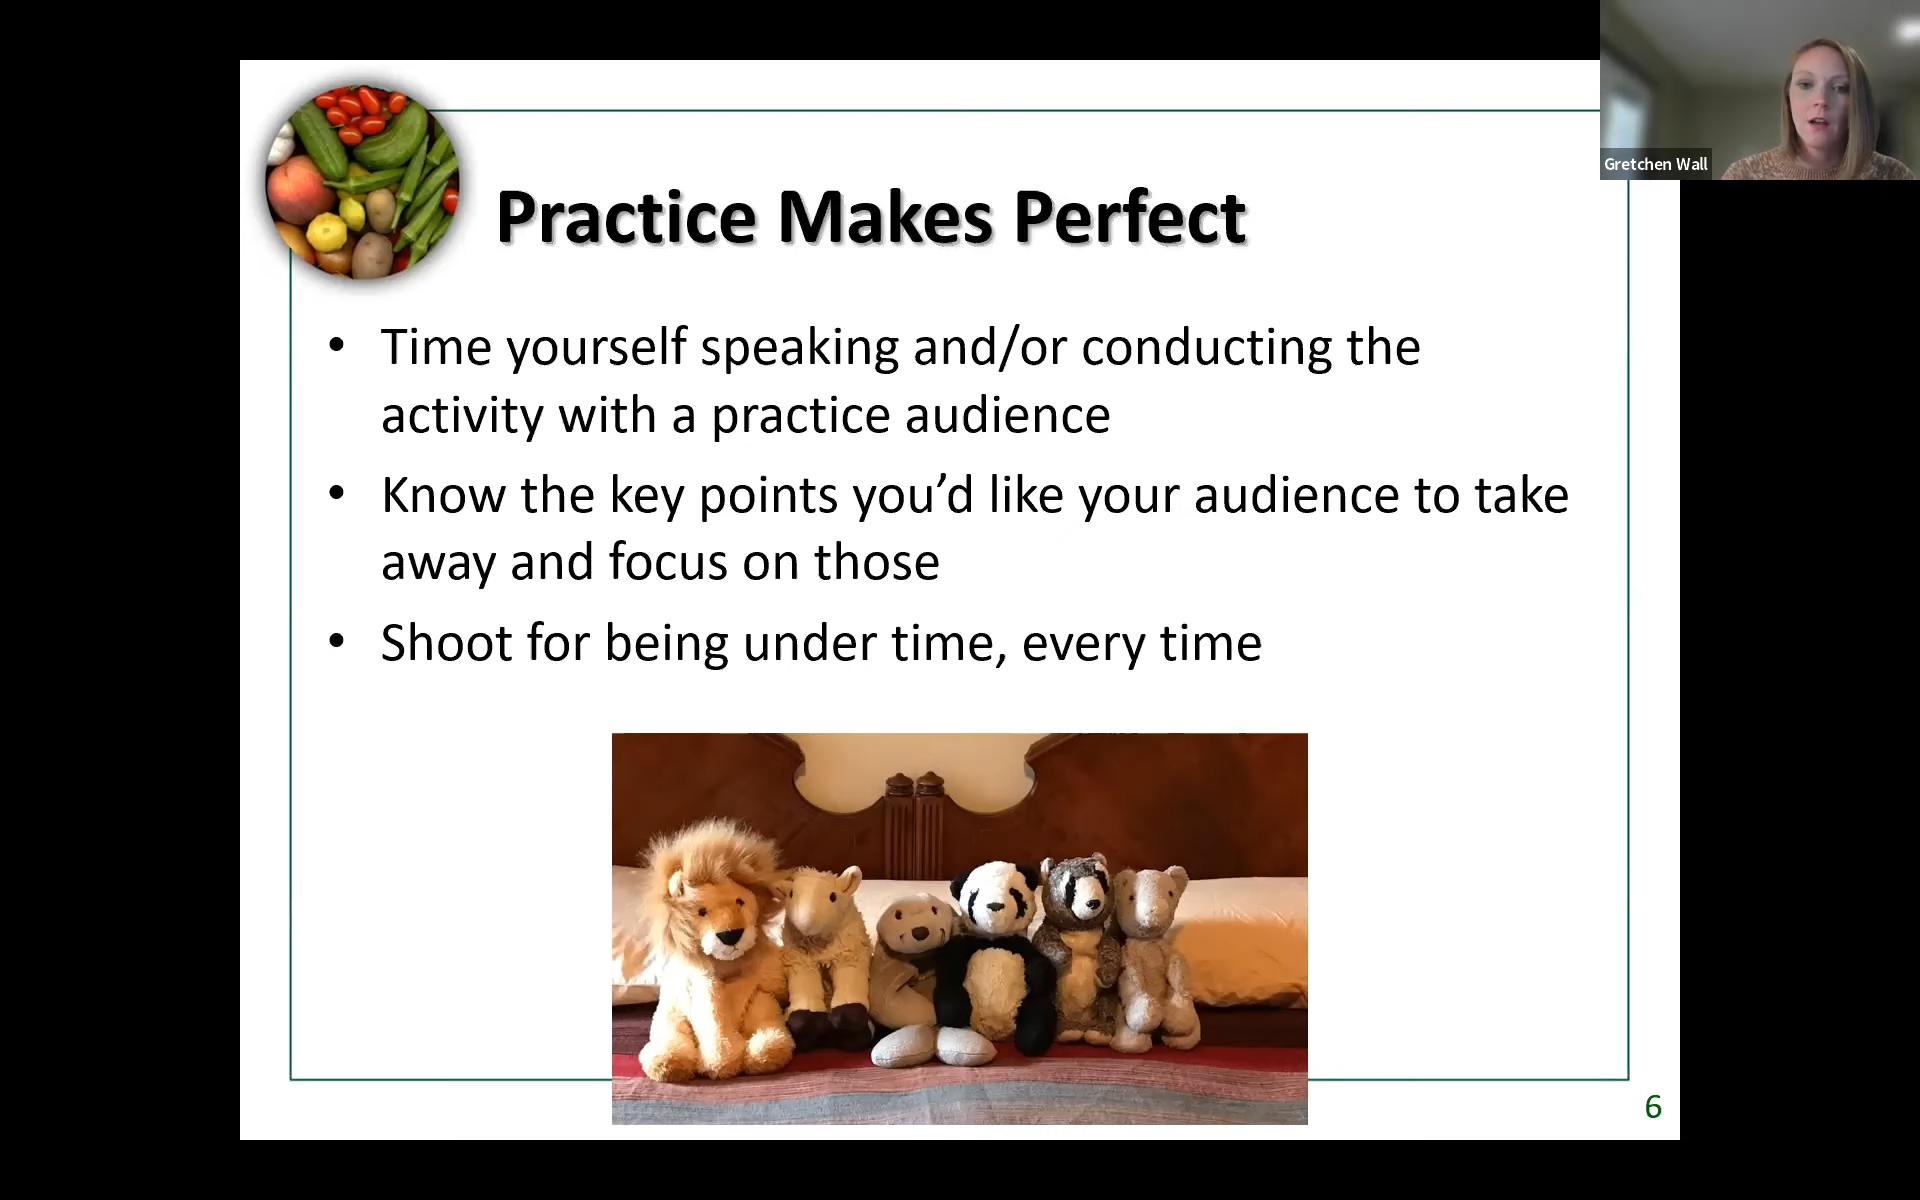 Gretchen Wall
Practice Makes Perfect
• Time yourself speaking and/or conducting the
activity with a practice audience
• Know the key points you’d like your audience to take
away and focus on those
• Shoot for being under time, every time
6